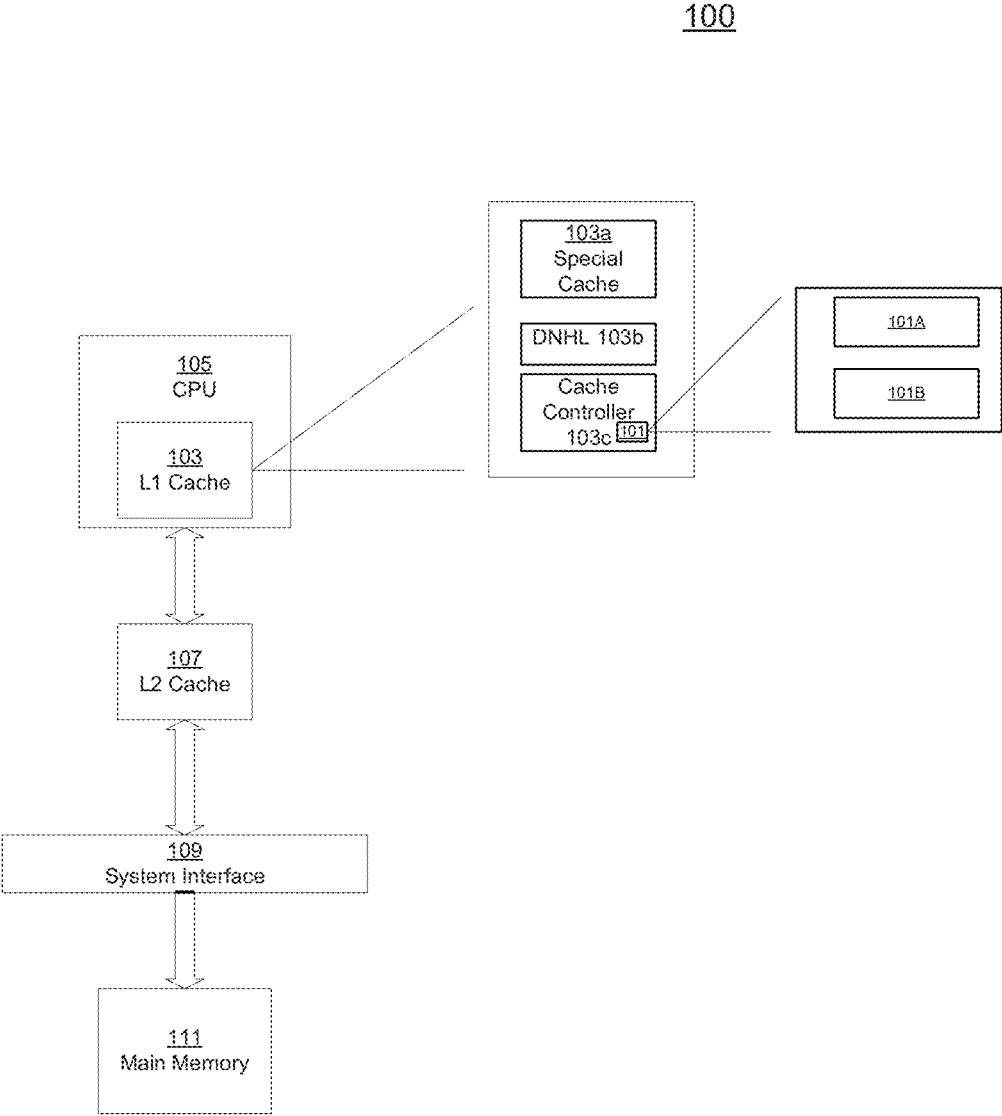 100
103a
Special
Cache
DNHL 103b
Cache
Controller
103c
101
101A
101B
105
CPU
103
L1 Cache
107
L2 Cache
109
System Interface
111
Main Memory